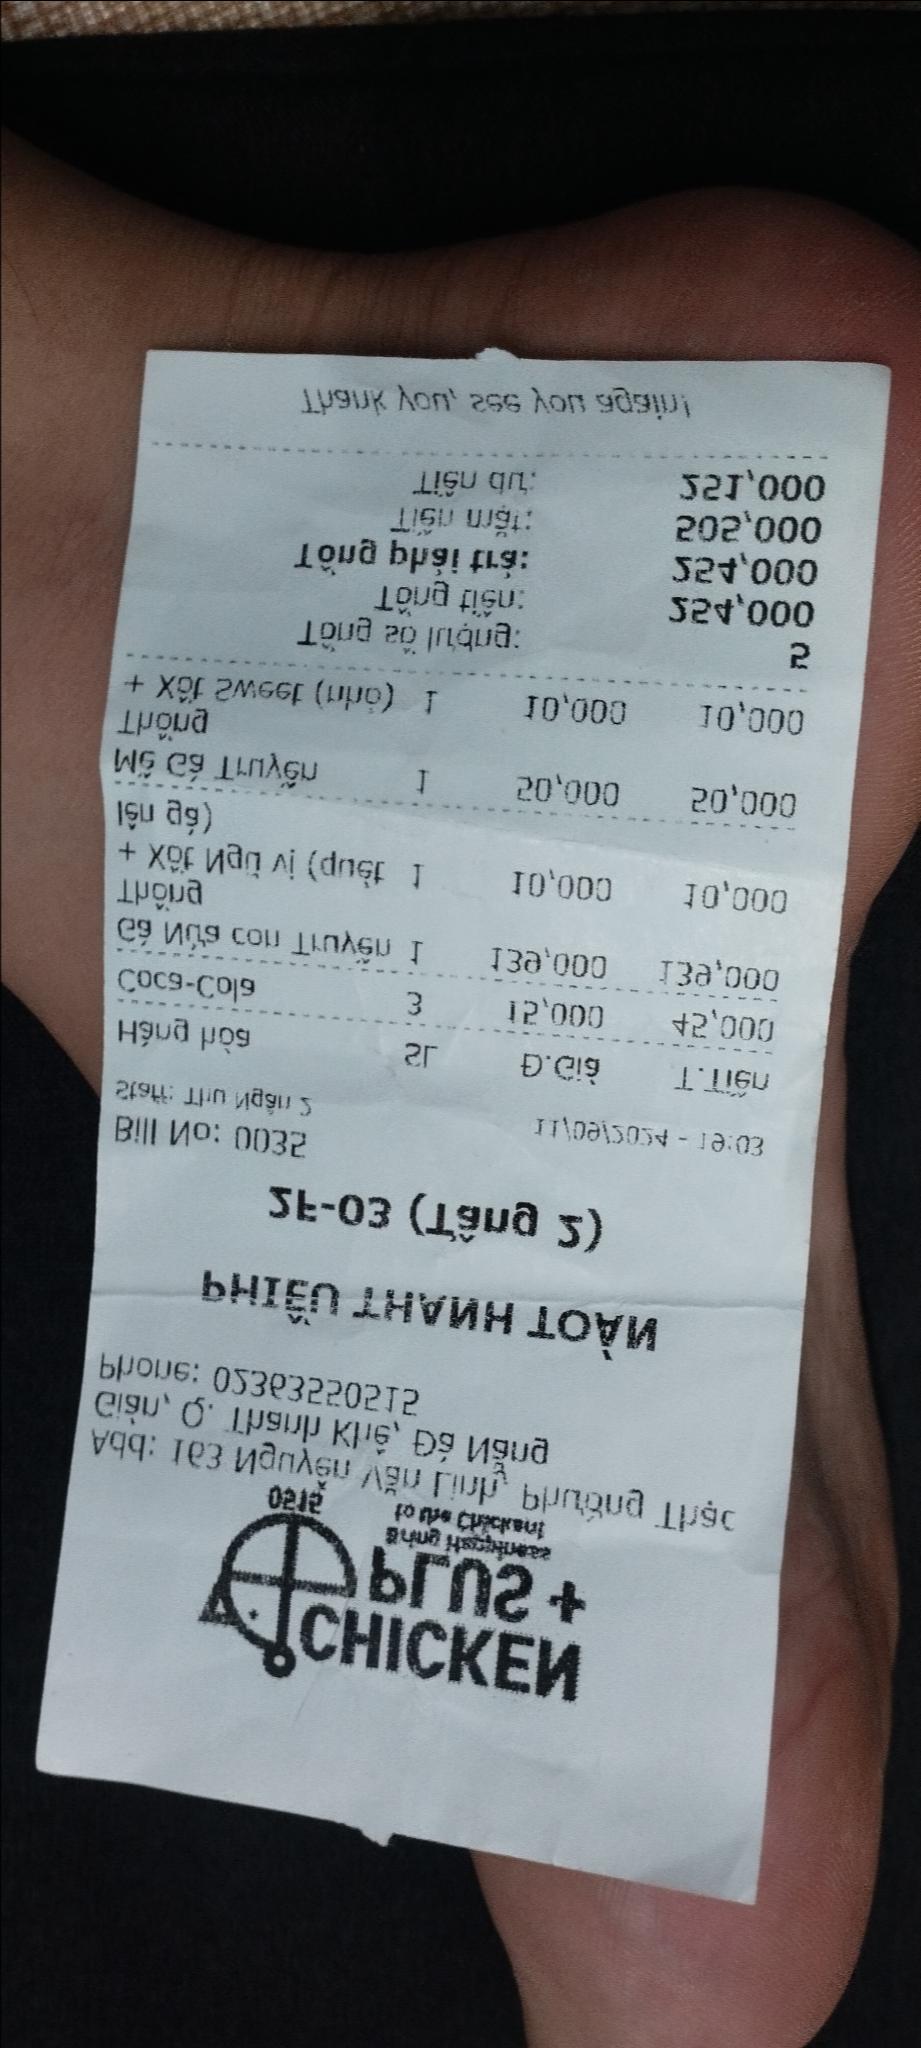 CHICKEN
PLUS +
Bring Happiness
to the Chicken!
0515
Add: 163 Nguyễn Văn Linh, Phường Thạc
Gián, Q. Thanh Khê, Đà Nẵng
Phone: 02363550515
PHIẾU THANH TOÁN
2F-03 (Tầng 2)
Bill No: 0035 11/09/2024 - 19:03
Staff: Thu Ngân 2
Hàng hóa SL Đ.Giá T.Tiền
Coca-Cola 3 15,000 45,000
Gà Nửa con Truyền 1 139,000 139,000
Thống
+ Xốt Ngũ vị (quét 1 10,000 10,000
lên gà)
Mề Gà Truyền 1 50,000 50,000
Thống
+ Xốt Sweet (nhỏ) 1 10,000 10,000
Tổng số lượng: 5
Tổng tiền: 254,000
Tổng phải trả: 254,000
Tiền mặt: 505,000
Tiền dư: 251,000
Thank you, see you again!